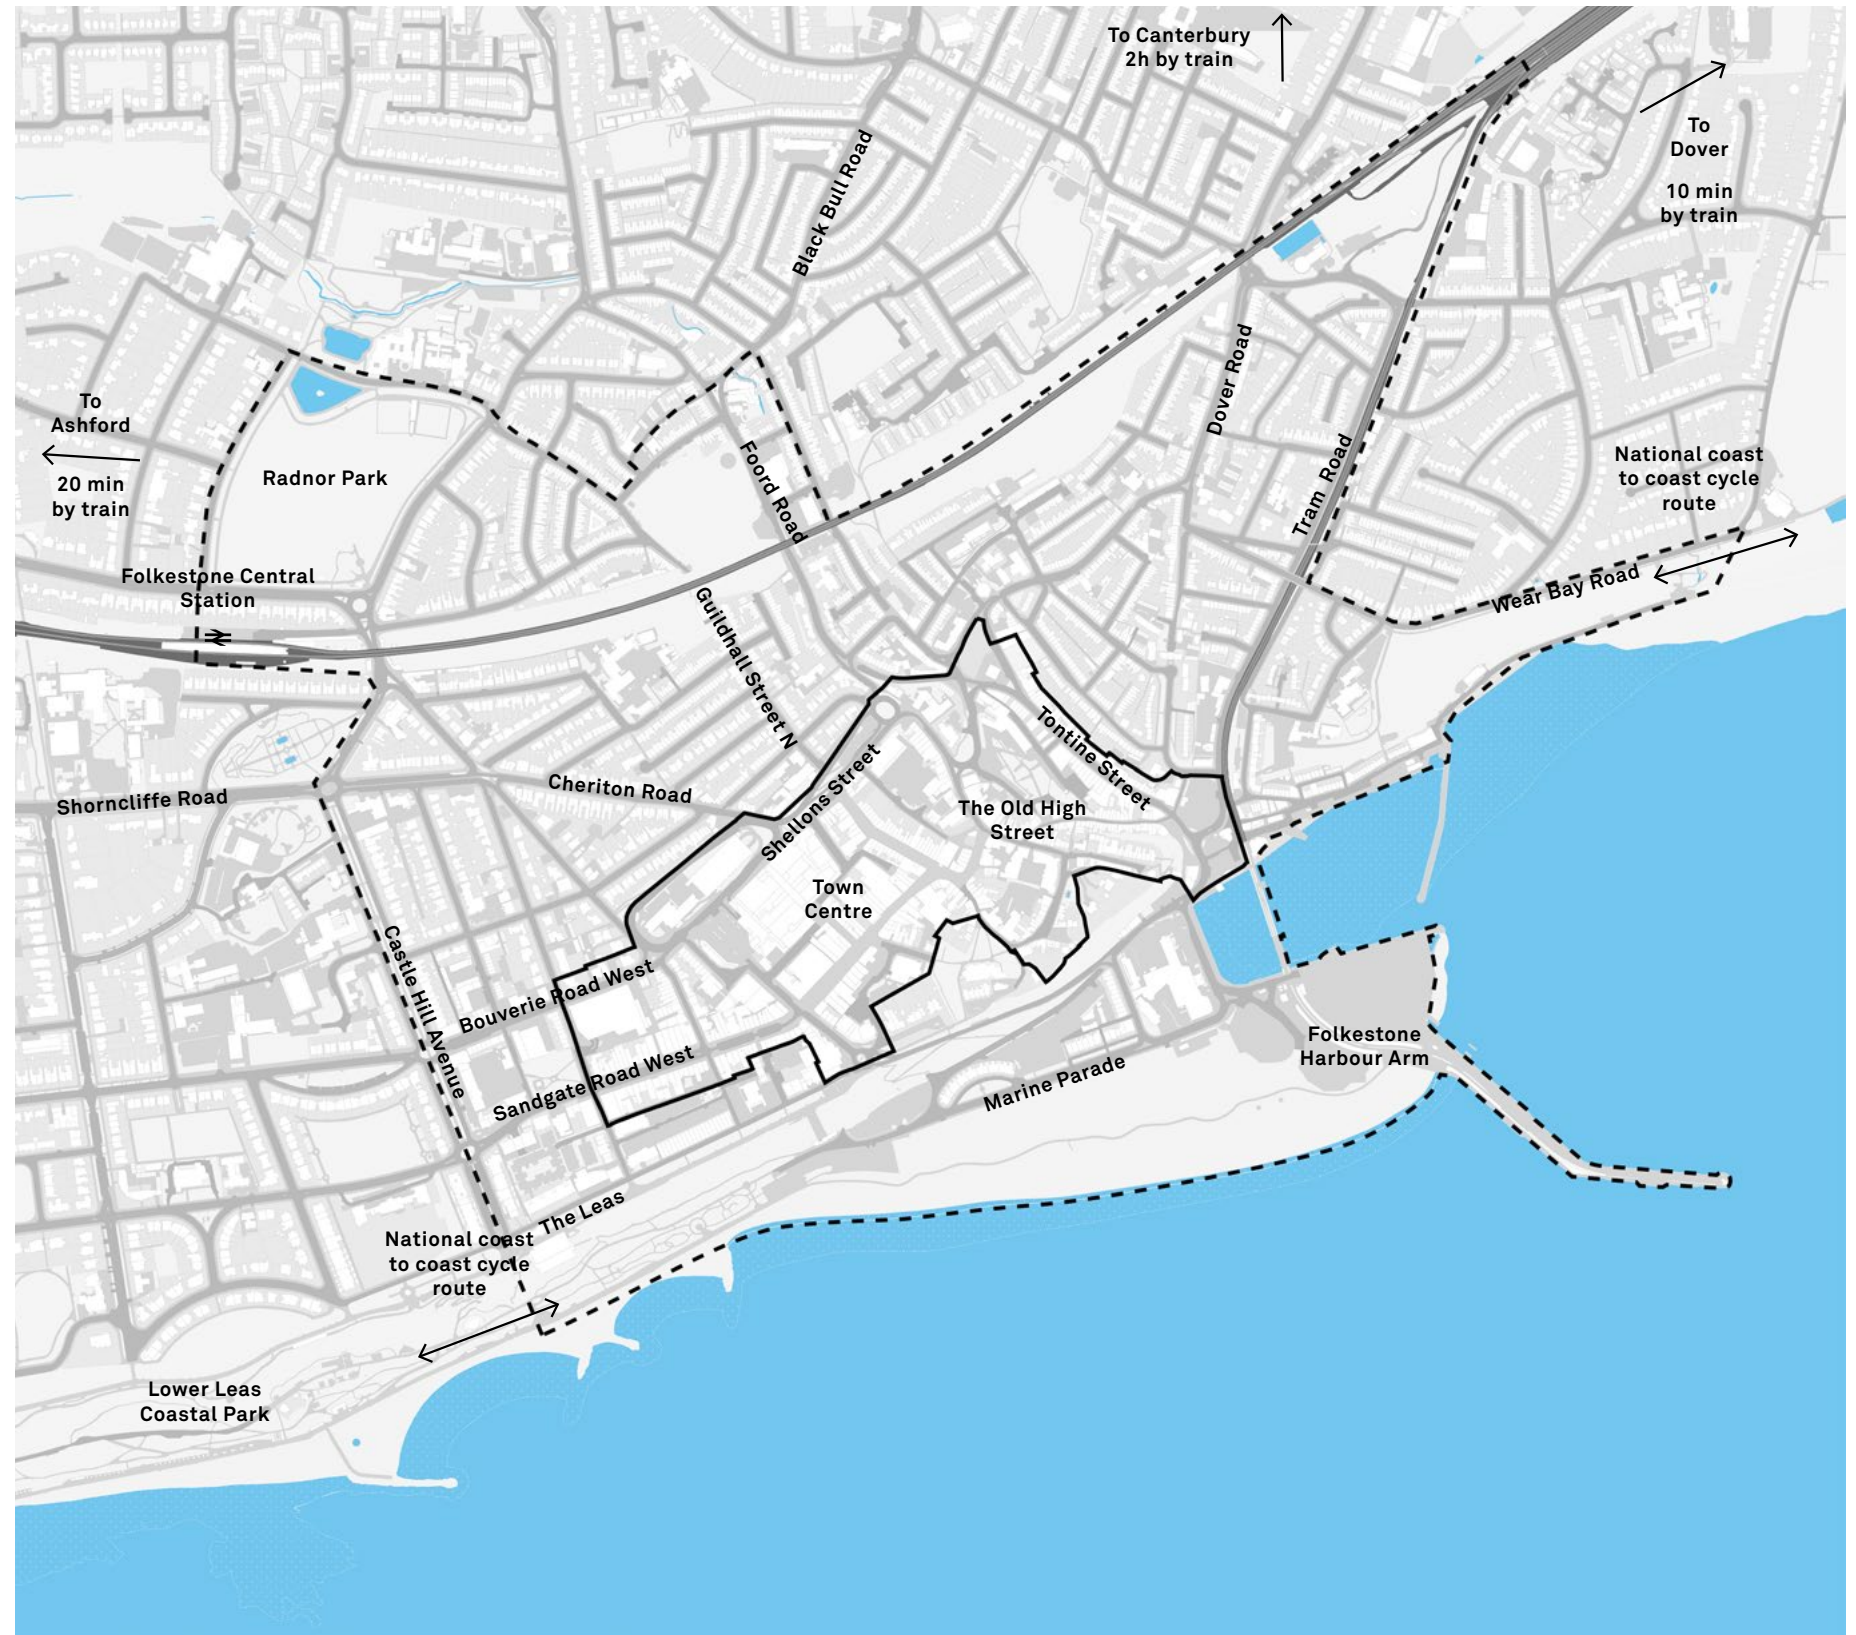 To Canterbury
2h by train
To
Dover
10 min
by train
Black Bull Road
To
Ashford
20 min
by train
Radnor Park
Foord Road
Dover Road
Tram Road
National coast
to coast cycle
route
Wear Bay Road
Folkestone Central
Station
Guildhall Street N
Cheriton Road
Shorncliffe Road
Shellons Street
Tontine Street
The Old High
Street
Town
Centre
Castle Hill Avenue
Bouverie Road West
Sandgate Road West
Folkestone
Harbour Arm
Marine Parade
The Leas
National coast
to coast cycle
route
Lower Leas
Coastal Park